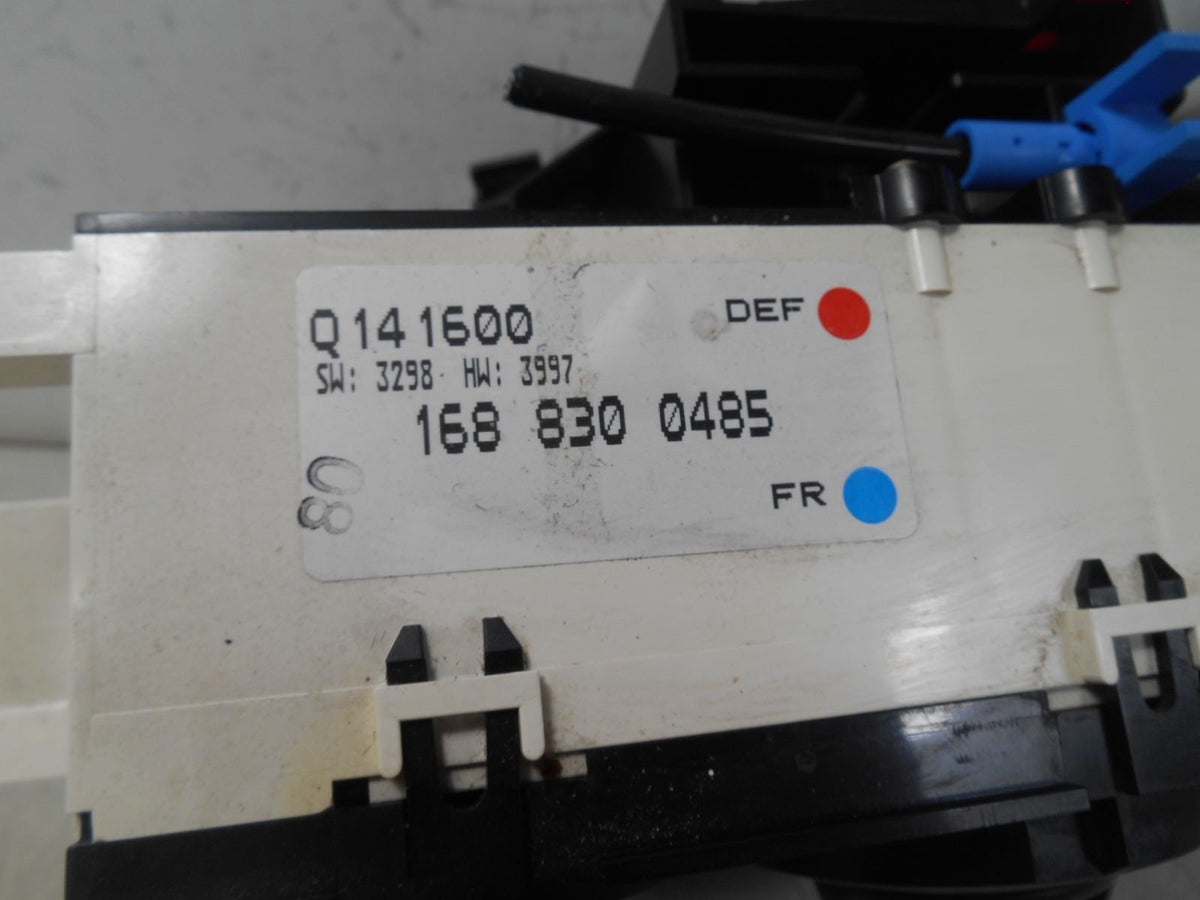 Q141600
DEF
SW: 3298 HW: 3997
168 830 0485
08
FR